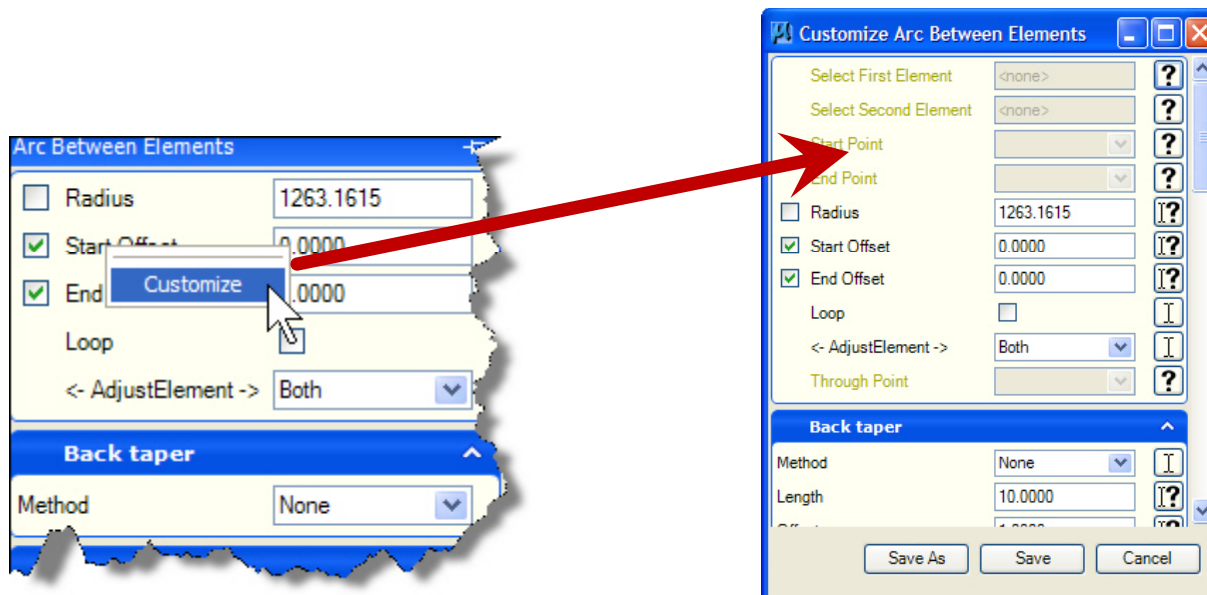 Arc Between Elements
Radius 1263.1615
Start Offset 0.0000
Customize
End .0000
Loop
<- AdjustElement -> Both
Back taper
Method None
Customize Arc Between Elements
Select First Element <none> ?
Select Second Element <none> ?
Start Point ?
End Point ?
Radius 1263.1615 ?
Start Offset 0.0000 ?
End Offset 0.0000 ?
Loop
<- AdjustElement -> Both
Through Point ?
Back taper
Method None
Length 10.0000 ?
Save As Save Cancel